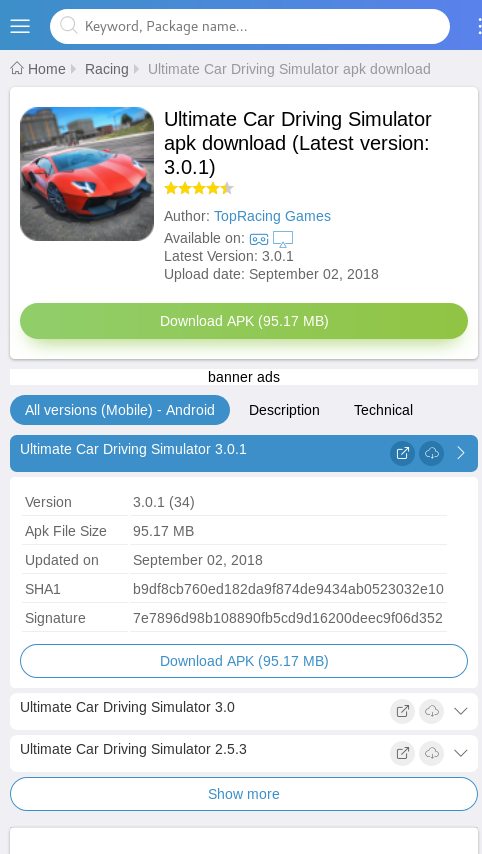 Keyword, Package name...
Home Racing Ultimate Car Driving Simulator apk download
Ultimate Car Driving Simulator
apk download (Latest version:
3.0.1)
Author: TopRacing Games
Available on:
Latest Version: 3.0.1
Upload date: September 02, 2018
Download APK (95.17 MB)
banner ads
All versions (Mobile) - Android Description Technical
Ultimate Car Driving Simulator 3.0.1
Version 3.0.1 (34)
Apk File Size 95.17 MB
Updated on September 02, 2018
SHA1 b9df8cb760ed182da9f874de9434ab0523032e10
Signature 7e7896d98b108890fb5cd9d16200deec9f06d352
Download APK (95.17 MB)
Ultimate Car Driving Simulator 3.0
Ultimate Car Driving Simulator 2.5.3
Show more